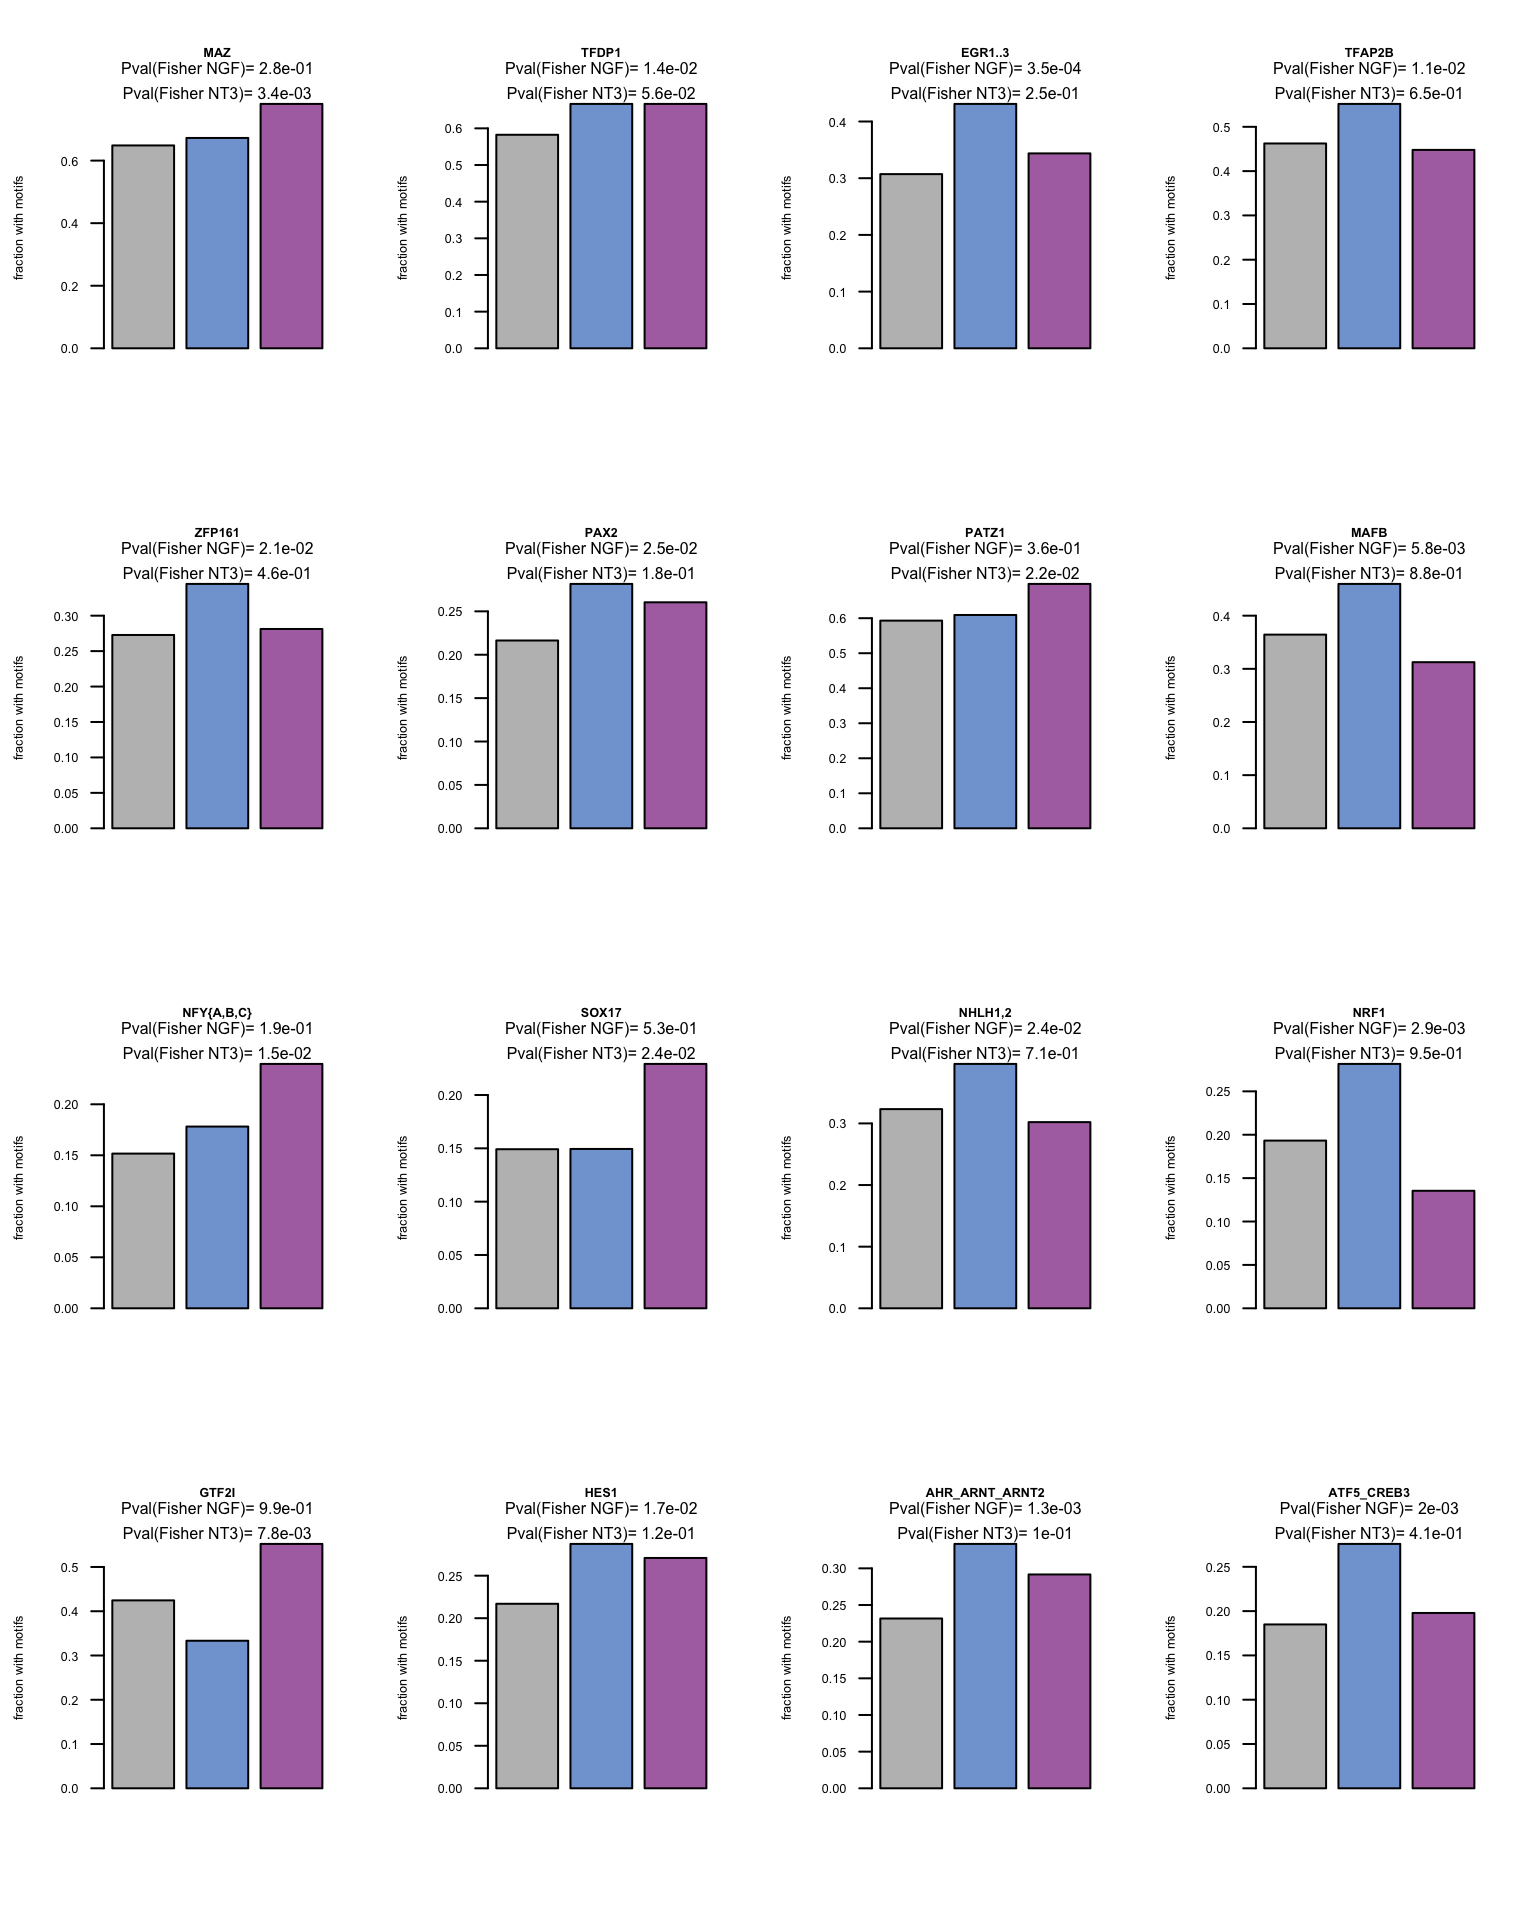 MAZ
Pval(Fisher NGF)= 2.8e-01
Pval(Fisher NT3)= 3.4e-03
fraction with motifs
0.6
0.4
0.2
0.0
TFDP1
Pval(Fisher NGF)= 1.4e-02
Pval(Fisher NT3)= 5.6e-02
fraction with motifs
0.6
0.5
0.4
0.3
0.2
0.1
0.0
EGR1..3
Pval(Fisher NGF)= 3.5e-04
Pval(Fisher NT3)= 2.5e-01
fraction with motifs
0.4
0.3
0.2
0.1
0.0
TFAP2B
Pval(Fisher NGF)= 1.1e-02
Pval(Fisher NT3)= 6.5e-01
fraction with motifs
0.5
0.4
0.3
0.2
0.1
0.0
ZFP161
Pval(Fisher NGF)= 2.1e-02
Pval(Fisher NT3)= 4.6e-01
fraction with motifs
0.30
0.25
0.20
0.15
0.10
0.05
0.00
PAX2
Pval(Fisher NGF)= 2.5e-02
Pval(Fisher NT3)= 1.8e-01
fraction with motifs
0.25
0.20
0.15
0.10
0.05
0.00
PATZ1
Pval(Fisher NGF)= 3.6e-01
Pval(Fisher NT3)= 2.2e-02
fraction with motifs
0.6
0.5
0.4
0.3
0.2
0.1
0.0
MAFB
Pval(Fisher NGF)= 5.8e-03
Pval(Fisher NT3)= 8.8e-01
fraction with motifs
0.4
0.3
0.2
0.1
0.0
NFY{A,B,C}
Pval(Fisher NGF)= 1.9e-01
Pval(Fisher NT3)= 1.5e-02
fraction with motifs
0.20
0.15
0.10
0.05
0.00
SOX17
Pval(Fisher NGF)= 5.3e-01
Pval(Fisher NT3)= 2.4e-02
fraction with motifs
0.20
0.15
0.10
0.05
0.00
NHLH1,2
Pval(Fisher NGF)= 2.4e-02
Pval(Fisher NT3)= 7.1e-01
fraction with motifs
0.3
0.2
0.1
0.0
NRF1
Pval(Fisher NGF)= 2.9e-03
Pval(Fisher NT3)= 9.5e-01
fraction with motifs
0.25
0.20
0.15
0.10
0.05
0.00
GTF2I
Pval(Fisher NGF)= 9.9e-01
Pval(Fisher NT3)= 7.8e-03
fraction with motifs
0.5
0.4
0.3
0.2
0.1
0.0
HES1
Pval(Fisher NGF)= 1.7e-02
Pval(Fisher NT3)= 1.2e-01
fraction with motifs
0.25
0.20
0.15
0.10
0.05
0.00
AHR_ARNT_ARNT2
Pval(Fisher NGF)= 1.3e-03
Pval(Fisher NT3)= 1e-01
fraction with motifs
0.30
0.25
0.20
0.15
0.10
0.05
0.00
ATF5_CREB3
Pval(Fisher NGF)= 2e-03
Pval(Fisher NT3)= 4.1e-01
fraction with motifs
0.25
0.20
0.15
0.10
0.05
0.00